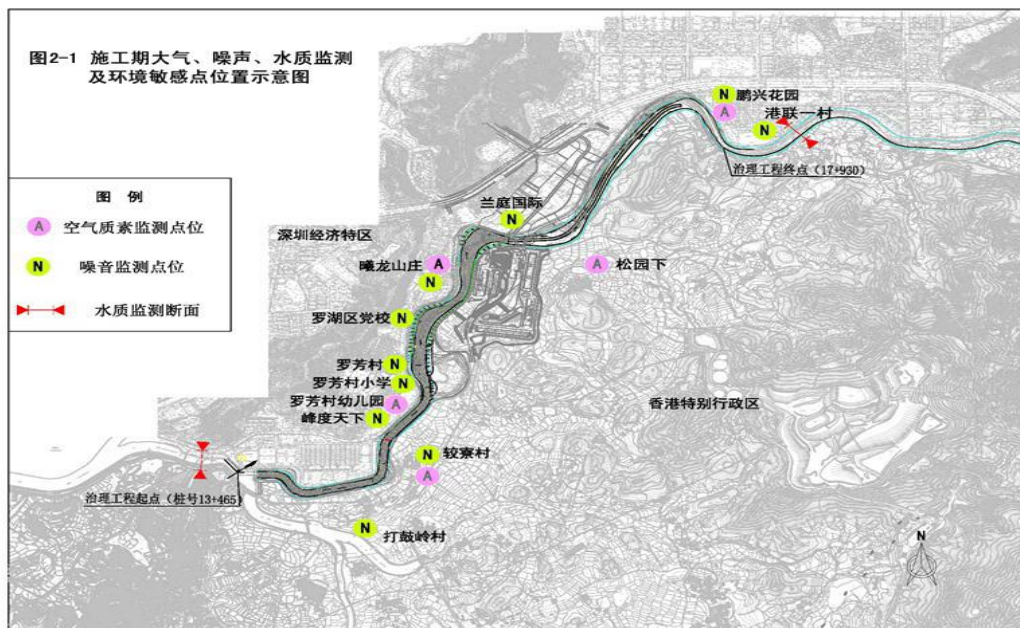 图2-1 施工期大气、噪声、水质监测
及环境敏感点位置示意图
N 鹏兴花园
A
港联一村
N
治理工程终点（17+930）
图 例
A 空气质素监测点位
N 噪音监测点位
水质监测断面
兰庭国际
N
深圳经济特区
曦龙山庄 A
N
A 松园下
罗湖区党校 N
罗芳村 N
罗芳村小学 N
罗芳村幼儿园 A
峰度天下 N
香港特别行政区
N 较寮村
A
治理工程起点（桩号13+465）
N 打鼓岭村
N